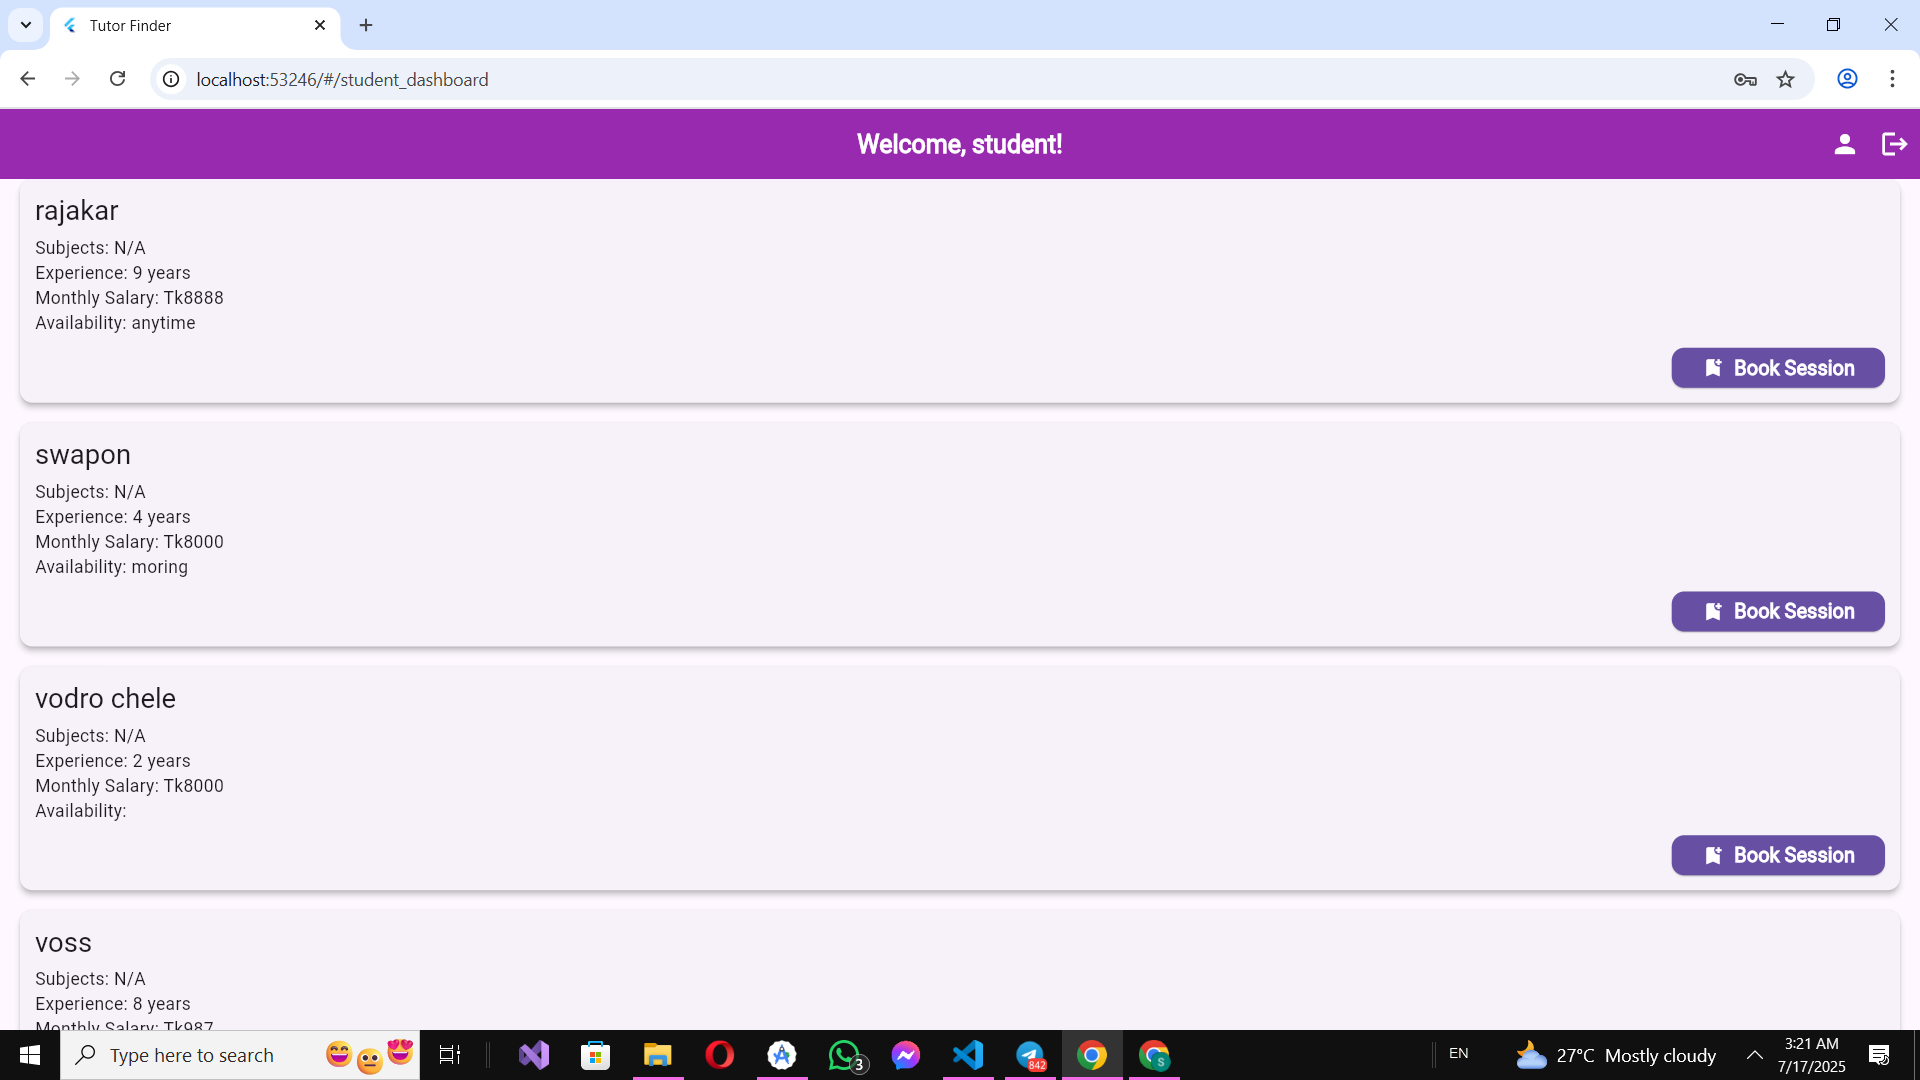 Tutor Finder
localhost:53246/#/student_dashboard
Welcome, student!
rajakar
Subjects: N/A
Experience: 9 years
Monthly Salary: Tk8888
Availability: anytime
Book Session
swapon
Subjects: N/A
Experience: 4 years
Monthly Salary: Tk8000
Availability: moring
Book Session
vodro chele
Subjects: N/A
Experience: 2 years
Monthly Salary: Tk8000
Availability:
Book Session
voss
Subjects: N/A
Experience: 8 years
Monthly Salary: Tk987
Type here to search
3
842
S
EN
27°C Mostly cloudy
3:21 AM
7/17/2025